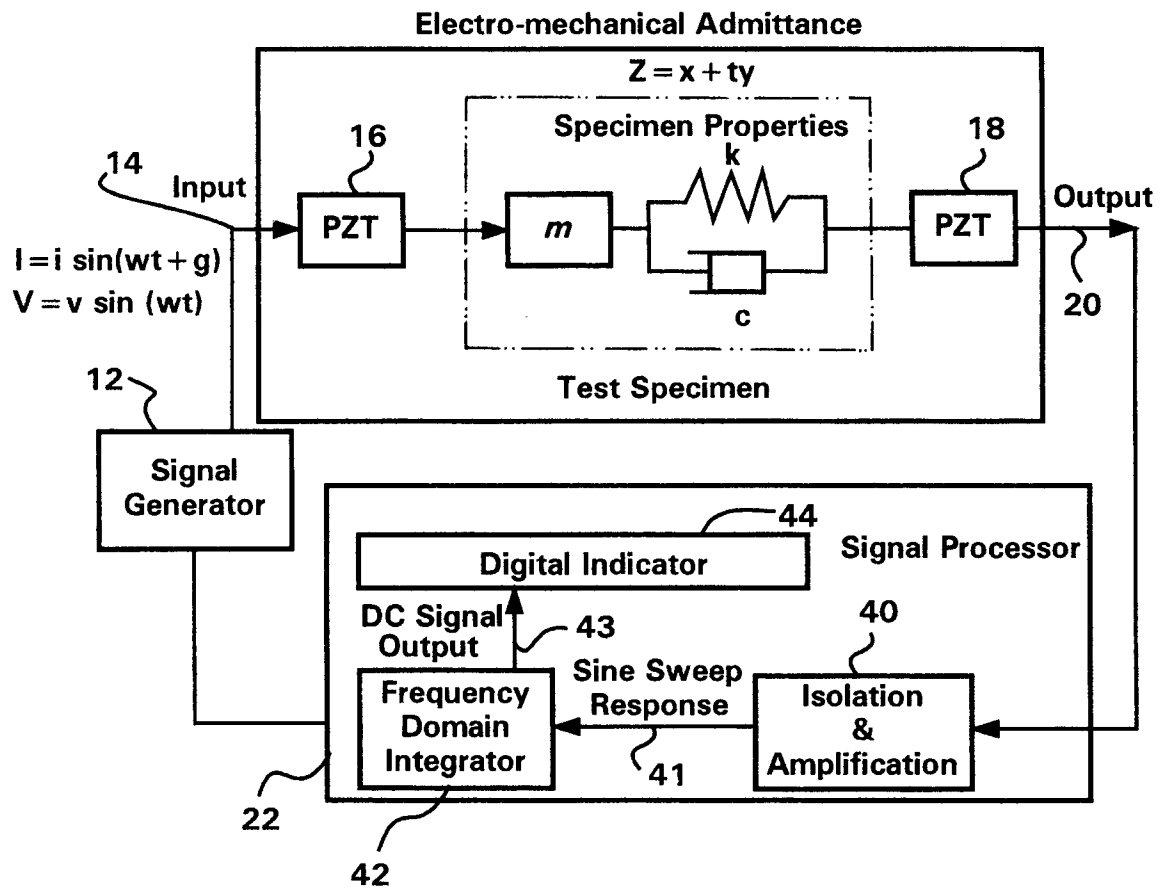 Electro-mechanical Admittance
Z = x + ty
Specimen Properties
k
16
18
14
Input
PZT
m
PZT
Output
I = i sin(wt + g)
V = v sin (wt)
c
20
12
Test Specimen
Signal
Generator
44
Signal Processor
Digital Indicator
DC Signal
Output
43
40
Sine Sweep
Response
Frequency
Domain
Integrator
Isolation
&
Amplification
41
22
42